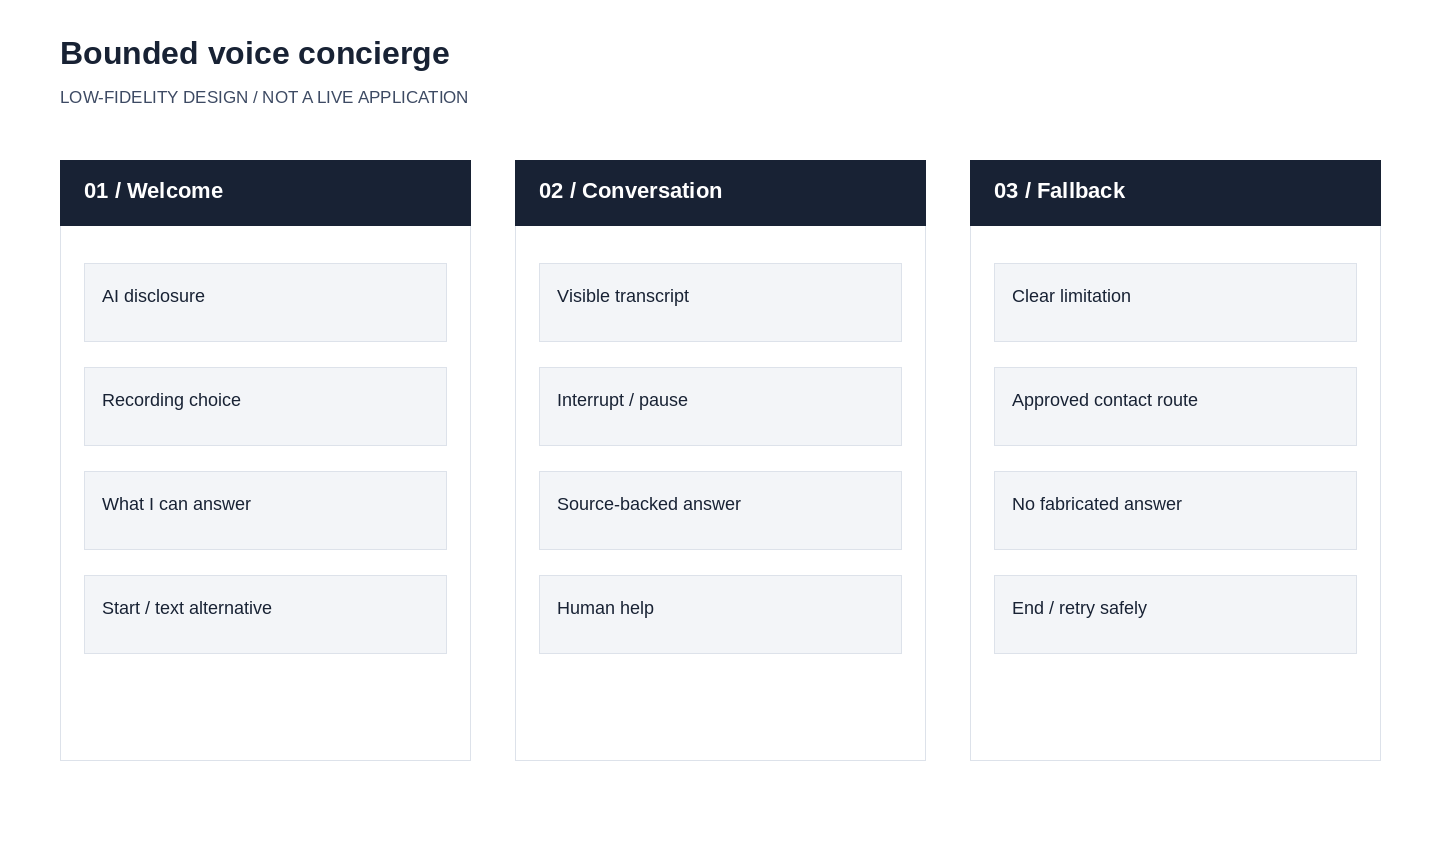 Bounded voice concierge
LOW-FIDELITY DESIGN / NOT A LIVE APPLICATION
01 / Welcome
AI disclosure
Recording choice
What I can answer
Start / text alternative
02 / Conversation
Visible transcript
Interrupt / pause
Source-backed answer
Human help
03 / Fallback
Clear limitation
Approved contact route
No fabricated answer
End / retry safely